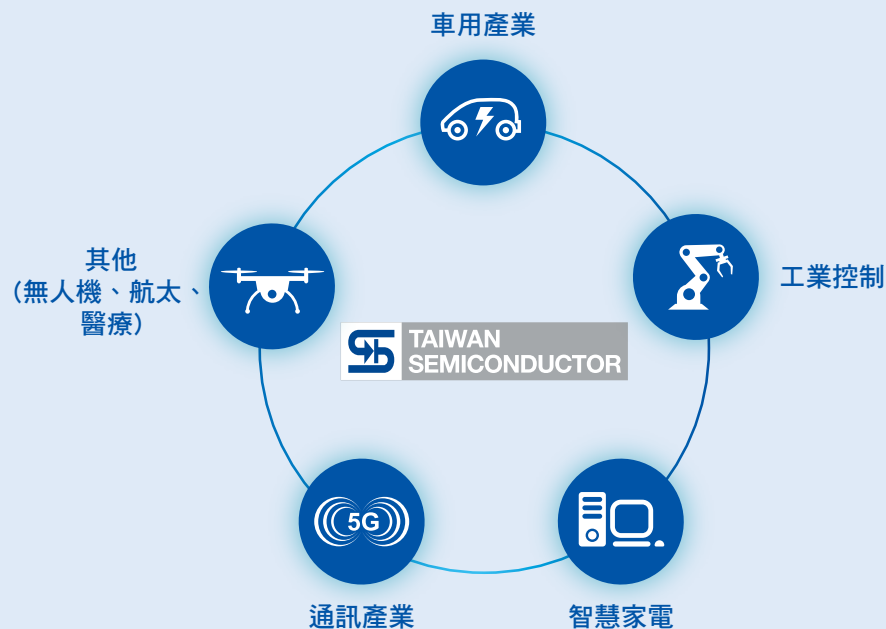 車用產業
工業控制
其他
(無人機、航太、
醫療)
TAIWAN
SEMICONDUCTOR
5G
通訊產業
智慧家電